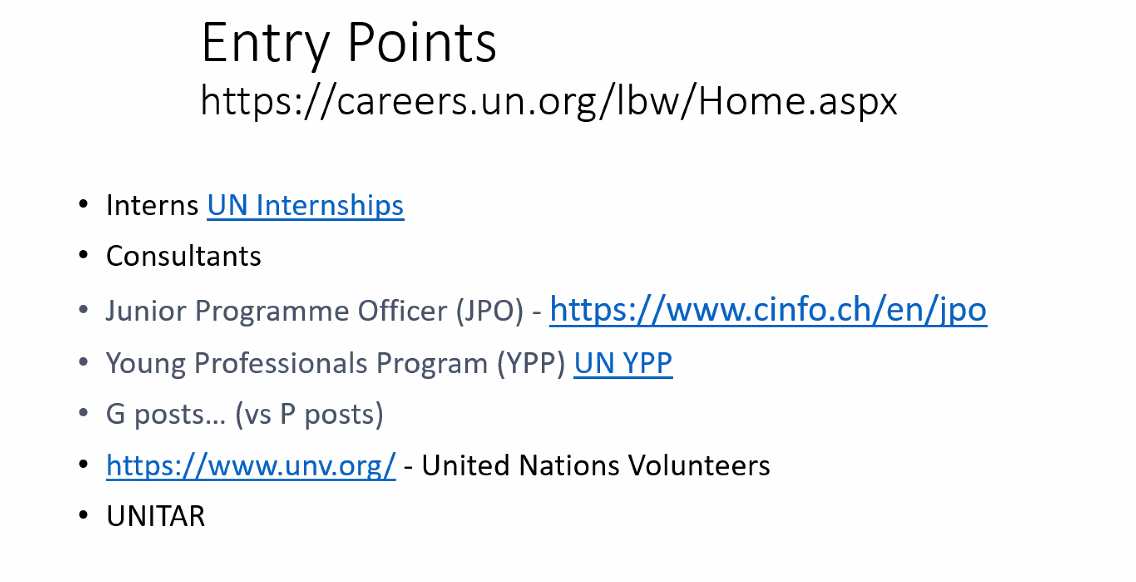 Entry Points
https://careers.un.org/lbw/Home.aspx
• Interns UN Internships
• Consultants
• Junior Programme Officer (JPO) - https://www.cinfo.ch/en/jpo
• Young Professionals Program (YPP) UN YPP
• G posts... (vs P posts)
• https://www.unv.org/ - United Nations Volunteers
• UNITAR